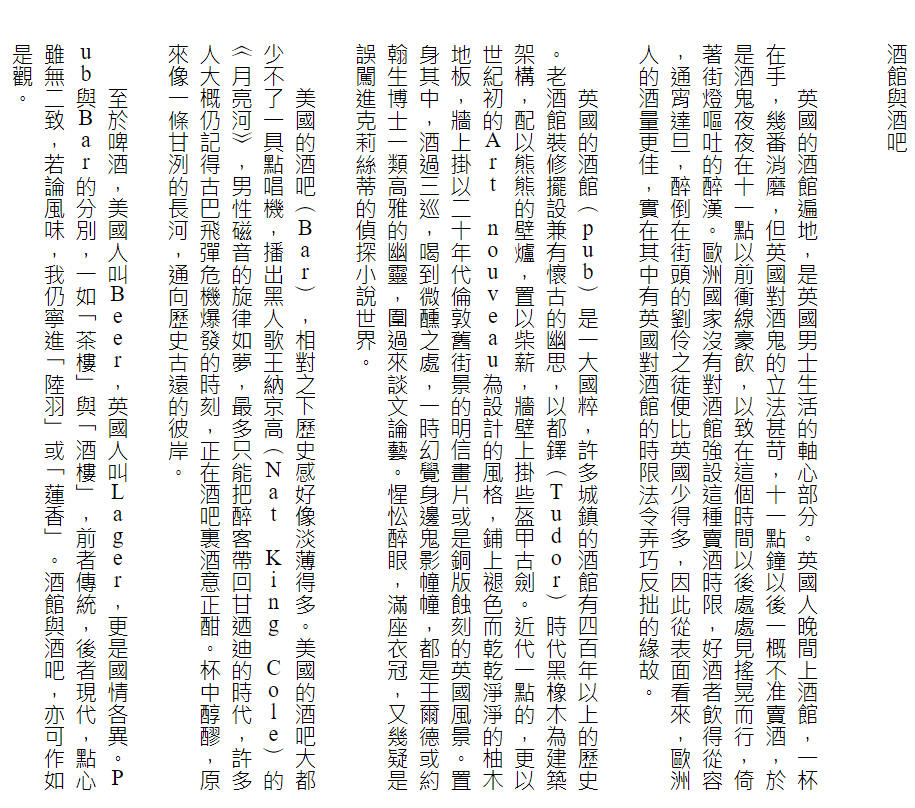 酒館與酒吧
英國的酒館遍地，是英國男士生活的軸心部分。英國人晚間上酒館，一杯
在手，幾番消磨，但英國對酒鬼的立法甚苛，十一點鐘以後一概不准賣酒，於
是酒鬼夜夜在十一點以前衝線豪飲，以致在這個時間以後處處見搖晃而行，倚
著街燈嘔吐的醉漢。歐洲國家沒有對酒館強設這種賣酒時限，好酒者飲得從容
，通宵達旦，醉倒在街頭的劉伶之徒便比英國少得多，因此從表面看來，歐洲
人的酒量更佳，實在其中有英國對酒館的時限法令弄巧反拙的緣故。
英國的酒館（pub）是一大國粹，許多城鎮的酒館有四百年以上的歷史
。老酒館裝修擺設兼有懷古的幽思，以都鐸（Tudor）時代黑橡木為建築
架構，配以熊熊的壁爐，置以柴薪，牆壁上掛些盔甲古劍。近代一點的，更以
世紀初的Art nouveau為設計的風格，鋪上褪色而乾乾淨淨的柚木
地板，牆上掛以二十年代倫敦舊街景的明信畫片或是銅版蝕刻的英國風景。置
身其中，酒過三巡，喝到微醺之處，一時幻覺身邊鬼影幢幢，都是王爾德或約
翰生博士一類高雅的幽靈，圍過來談文論藝。惺忪醉眼，滿座衣冠，又幾疑是
誤闖進克莉絲蒂的偵探小說世界。
美國的酒吧（Bar），相對之下歷史感好像淡薄得多。美國的酒吧大都
少不了一具點唱機，播出黑人歌王納京高（Nat King Cole）的
《月亮河》，男性磁音的旋律如夢，最多只能把醉客帶回甘迺迪的時代，許多
人大概仍記得古巴飛彈危機爆發的時刻，正在酒吧裏酒意正酣。杯中醇醪，原
來像一條甘洌的長河，通向歷史古遠的彼岸。
至於啤酒，美國人叫Beer，英國人叫Lager，更是國情各異。P
ub與Bar的分別，一如「茶樓」與「酒樓」，前者傳統，後者現代，點心
雖無二致，若論風味，我仍寧進「陸羽」或「蓮香」。酒館與酒吧，亦可作如
是觀。